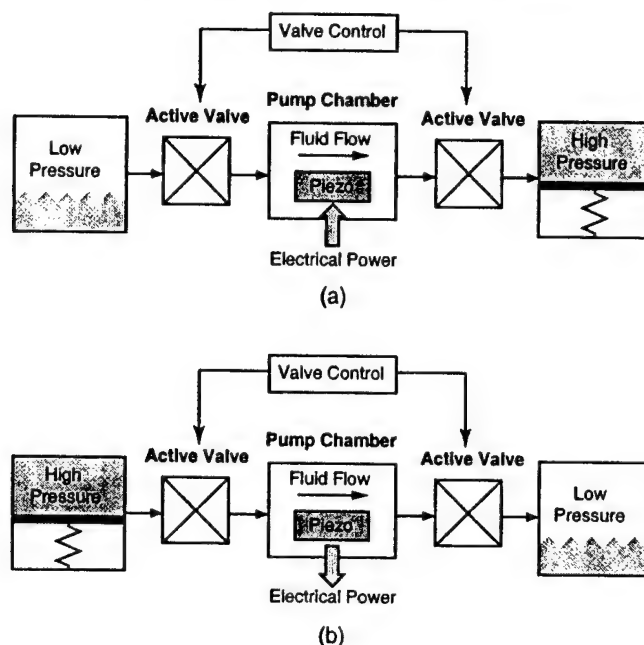 Valve Control
Pump Chamber
Active Valve
Active Valve
Low
Pressure
Fluid Flow
High
Pressure
Piezo
Electrical Power
(a)
Valve Control
Pump Chamber
Active Valve
Active Valve
High
Pressure
Fluid Flow
Low
Pressure
Piezo
Electrical Power
(b)